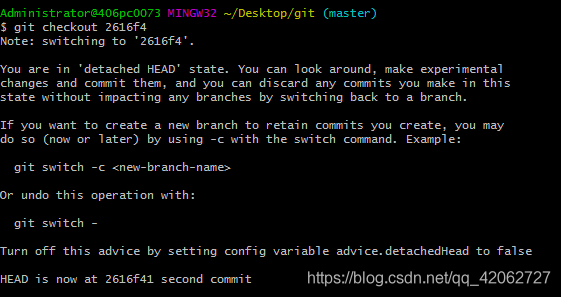 Administrator@406pc0073 MINGW32 ~/Desktop/git (master)
$ git checkout 2616f4
Note: switching to '2616f4'.
You are in 'detached HEAD' state. You can look around, make experimental
changes and commit them, and you can discard any commits you make in this
state without impacting any branches by switching back to a branch.
If you want to create a new branch to retain commits you create, you may
do so (now or later) by using -c with the switch command. Example:
git switch -c <new-branch-name>
Or undo this operation with:
git switch -
Turn off this advice by setting config variable advice.detachedHead to false
HEAD is now at 2616f41 second commit
https://blog.csdn.net/qq_42062727